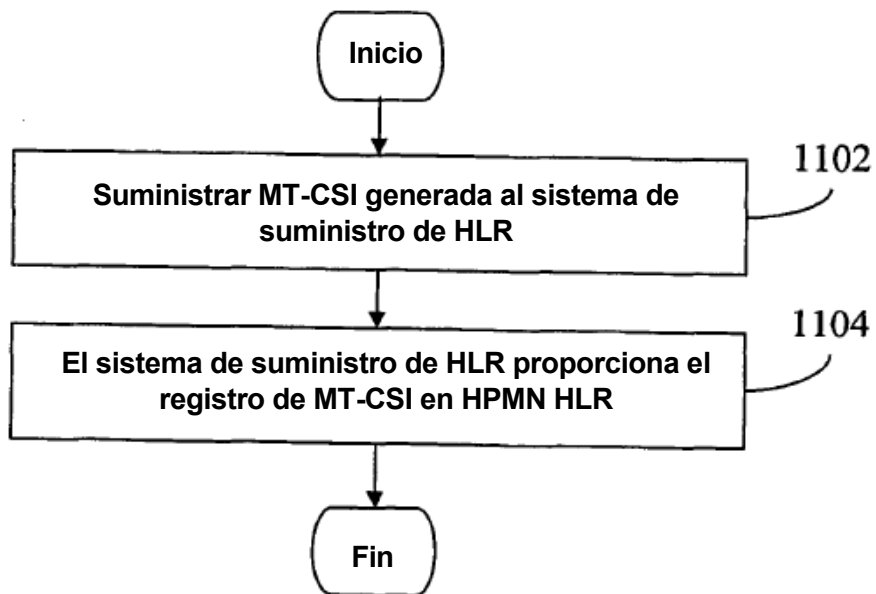 Inicio
1102
Suministrar MT-CSI generada al sistema de
suministro de HLR
1104
El sistema de suministro de HLR proporciona el
registro de MT-CSI en HPMN HLR
Fin